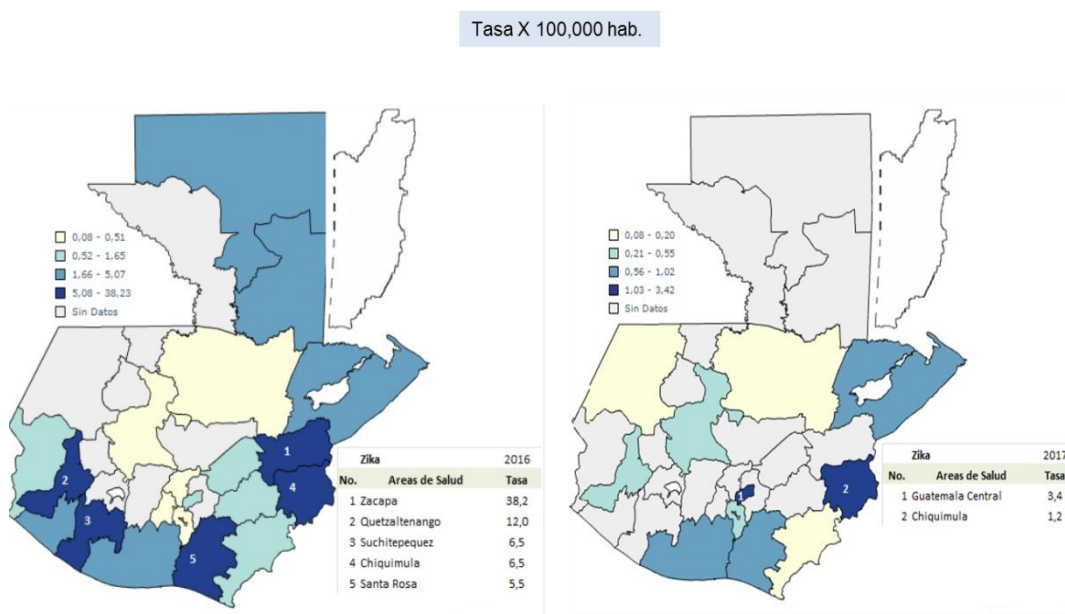 Tasa X 100,000 hab.
0,08 - 0,51
0,52 - 1,65
1,66 - 5,07
5,08 - 38,23
Sin Datos
1
2
4
3
5
Zika 2016
No. Areas de Salud Tasa
1 Zacapa 38,2
2 Quetzaltenango 12,0
3 Suchitepequez 6,5
4 Chiquimula 6,5
5 Santa Rosa 5,5
0,08 - 0,20
0,21 - 0,55
0,56 - 1,02
1,03 - 3,42
Sin Datos
1
2
Zika 2017
No. Areas de Salud Tasa
1 Guatemala Central 3,4
2 Chiquimula 1,2